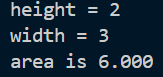 height = 2
width = 3
area is 6.000